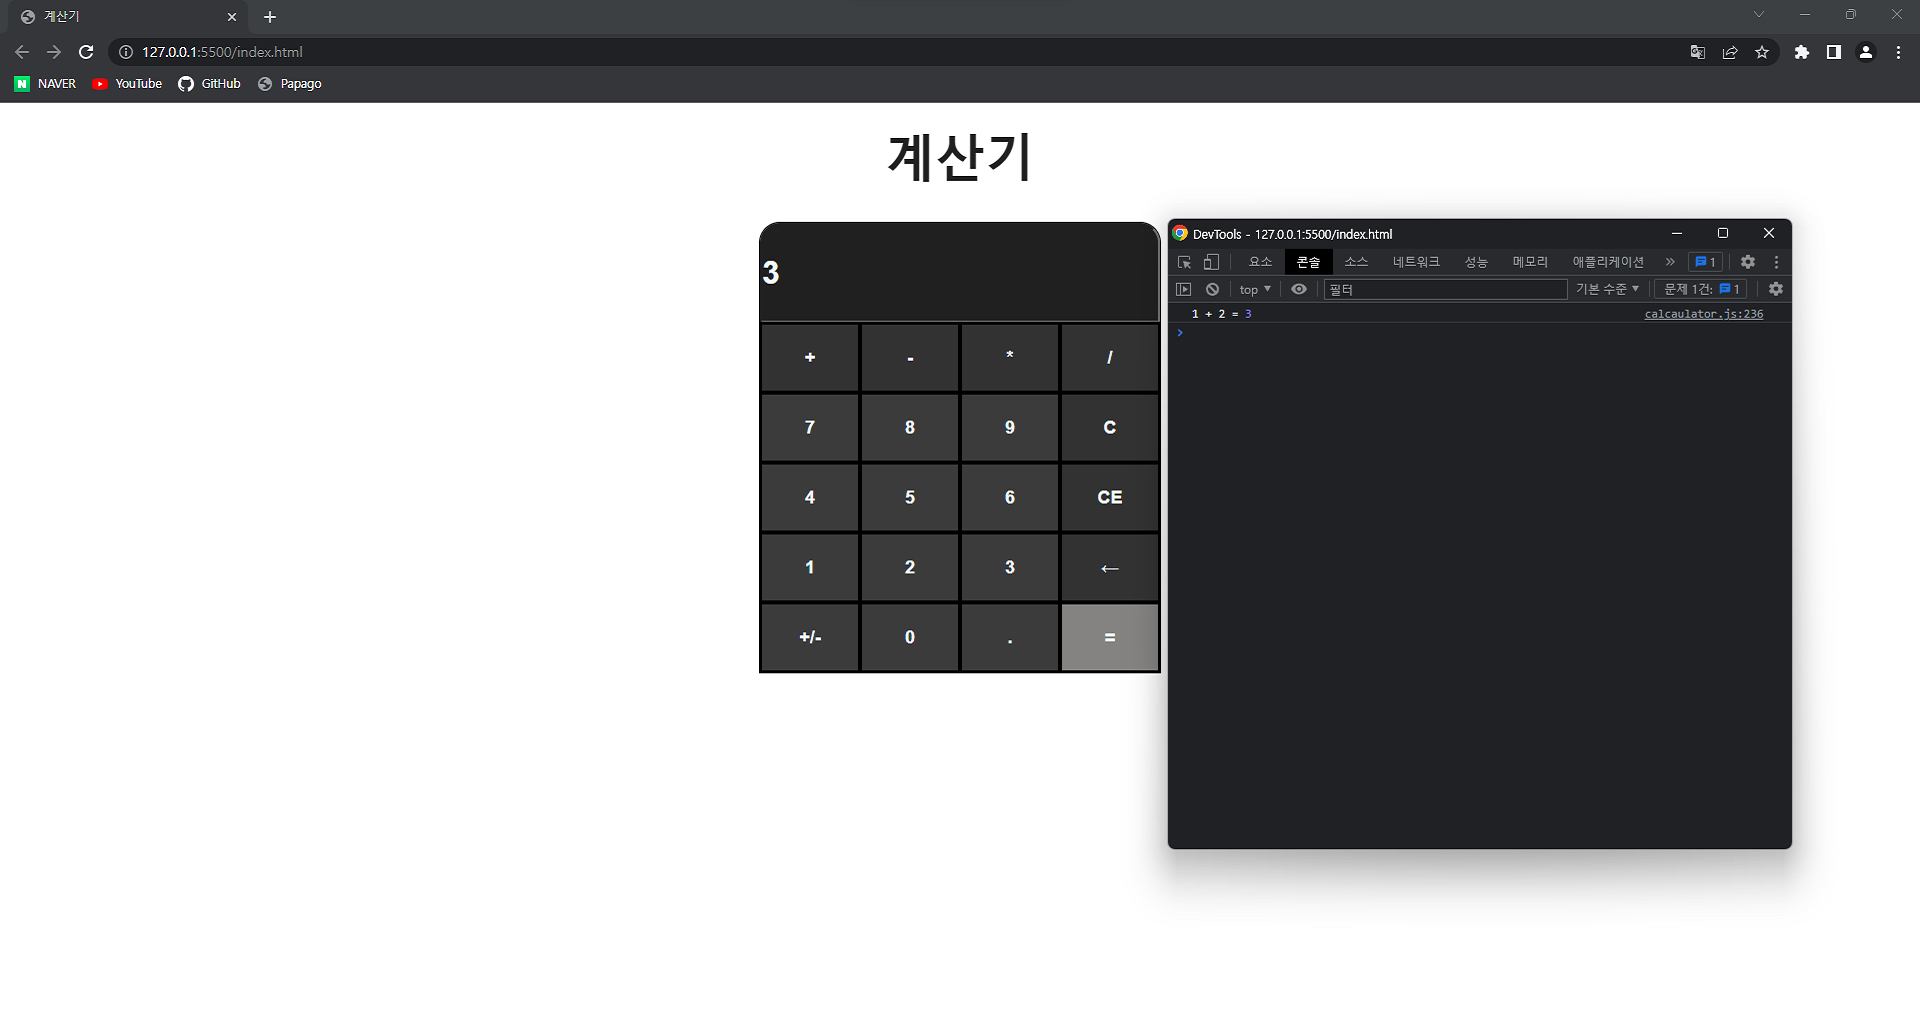 계산기
127.0.0.1:5500/index.html
NAVER YouTube GitHub Papago
계산기
3
+ - * /
7 8 9 C
4 5 6 CE
1 2 3 ←
+/- 0 . =
DevTools - 127.0.0.1:5500/index.html
요소 콘솔 소스 네트워크 성능 메모리 애플리케이션 » 1
top 필터 기본 수준 문제 1건: 1
1 + 2 = 3 calcaulator.js:236